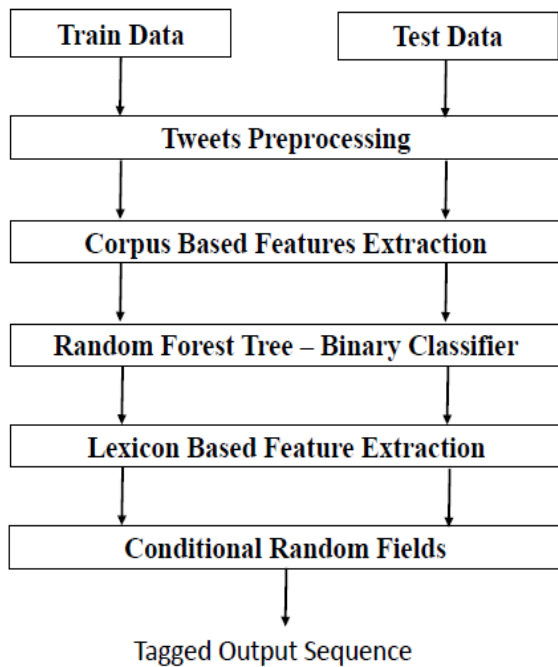 Train Data
Test Data
Tweets Preprocessing
Corpus Based Features Extraction
Random Forest Tree – Binary Classifier
Lexicon Based Feature Extraction
Conditional Random Fields
Tagged Output Sequence